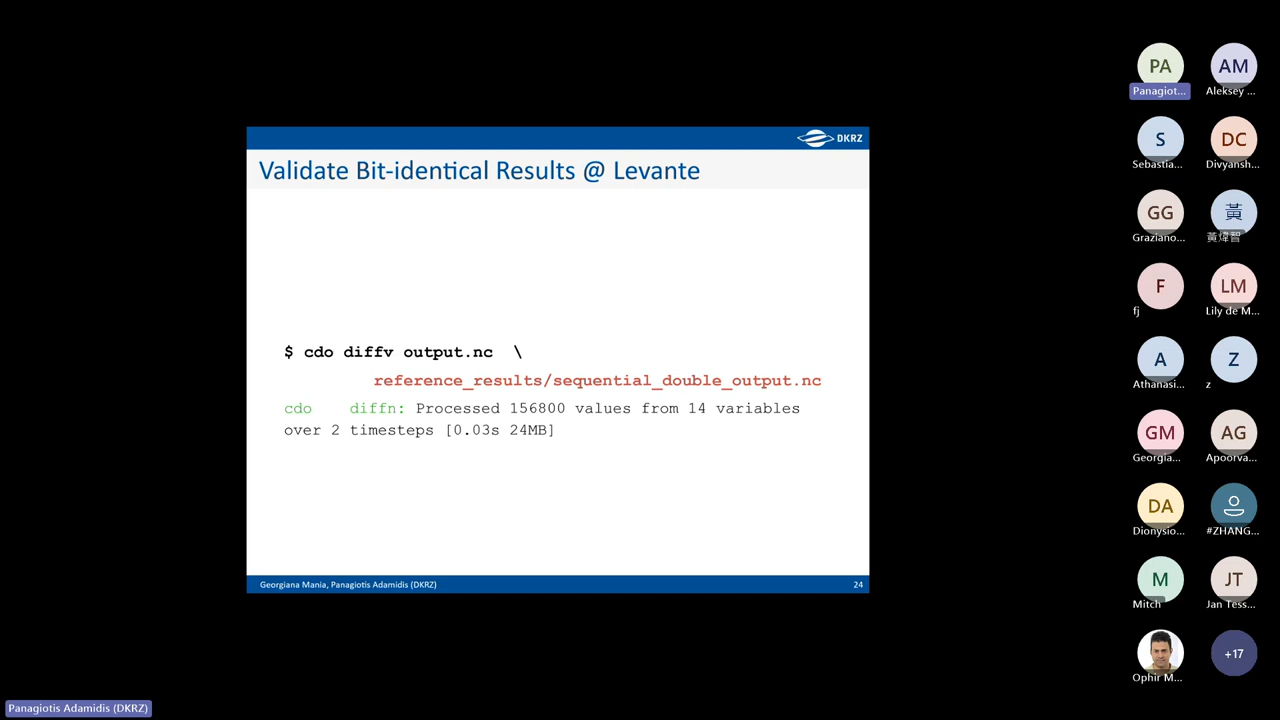 DKRZ
Validate Bit-identical Results @ Levante
$ cdo diffv output.nc \
reference_results/sequential_double_output.nc
cdo diffn: Processed 156800 values from 14 variables
over 2 timesteps [0.03s 24MB]
Georgiana Mania, Panagiotis Adamidis (DKRZ)
24
PA
AM
Panagiot...
Aleksey ...
S
DC
Sebastia...
Divyansh...
GG
黃
Graziano...
黃煒智
F
LM
fj
Lily de M...
A
Z
Athanasi...
z
GM
AG
Georgia...
Apoorva...
DA
Dionysio...
#ZHANG...
M
JT
Mitch
Jan Tess...
+17
Ophir M...
Panagiotis Adamidis (DKRZ)